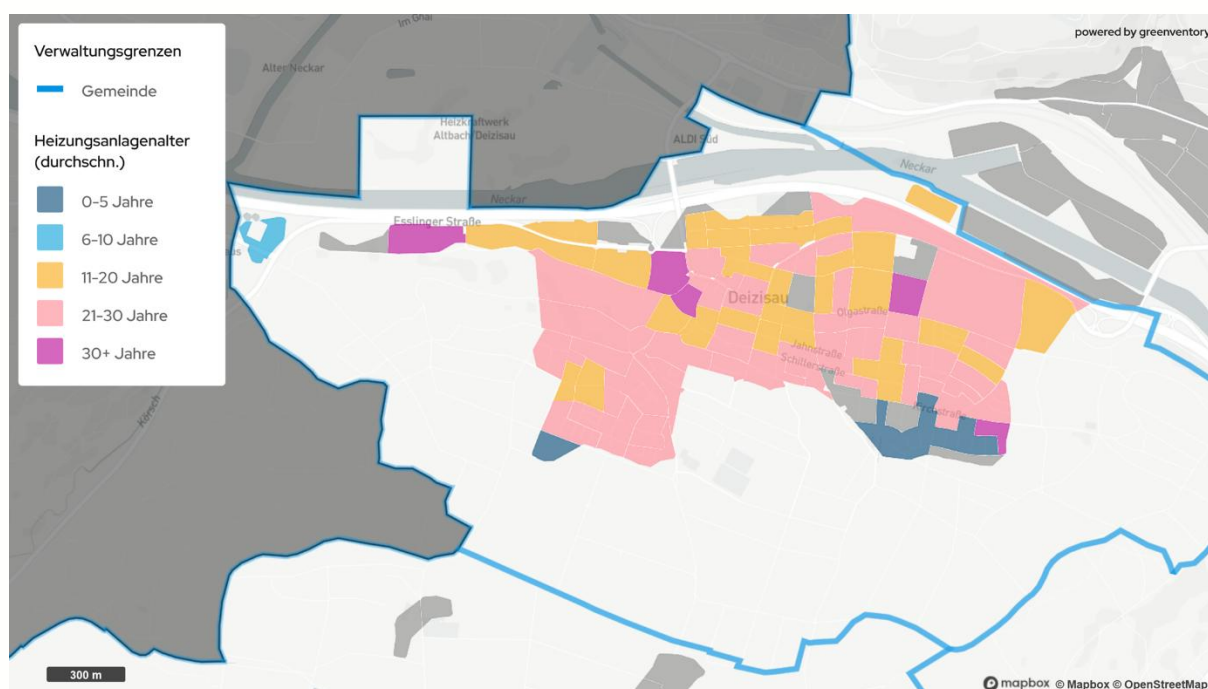 Verwaltungsgrenzen
Gemeinde
Heizungsanlagenalter
(durchschn.)
0-5 Jahre
6-10 Jahre
11-20 Jahre
21-30 Jahre
30+ Jahre
powered by greenventory
Alter Neckar
Heizkraftwerk
Altbach/Deizisau
ALDI Süd
Neckar
Neckar
Esslinger Straße
Deizisau
Olgastraße
Jahnstraße
Schillerstraße
Kirchstraße
Körsch
300 m
mapbox © Mapbox © OpenStreetMap